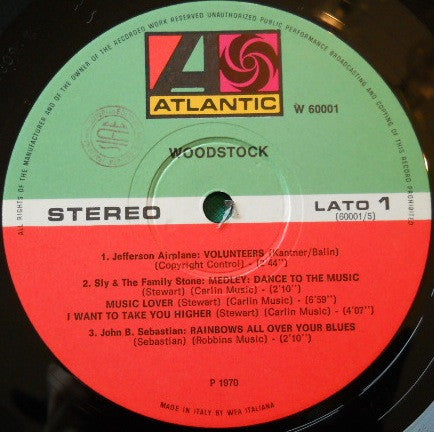 ALL RIGHTS OF THE MANUFACTURER AND OF THE OWNER OF THE RECORDED WORK RESERVED UNAUTHORIZED PUBLIC PERFORMANCE BROADCASTING AND COPYING OF THIS RECORD PROHIBITED
ATLANTIC
W 60001
WOODSTOCK
STEREO
LATO 1
(60001/5)
1. Jefferson Airplane: VOLUNTEERS (Kantner/Balin)
(Copyright Control) - (2'44'')
2. Sly & The Family Stone: MEDLEY: DANCE TO THE MUSIC
(Stewart) (Carlin Music) - (2'10'')
MUSIC LOVER (Stewart) (Carlin Music) - (6'59'')
I WANT TO TAKE YOU HIGHER (Stewart) (Carlin Music) - (4'07'')
3. John B. Sebastian: RAINBOWS ALL OVER YOUR BLUES
(Sebastian) (Robbins Music) - (2'10'')
P 1970
MADE IN ITALY BY WEA ITALIANA